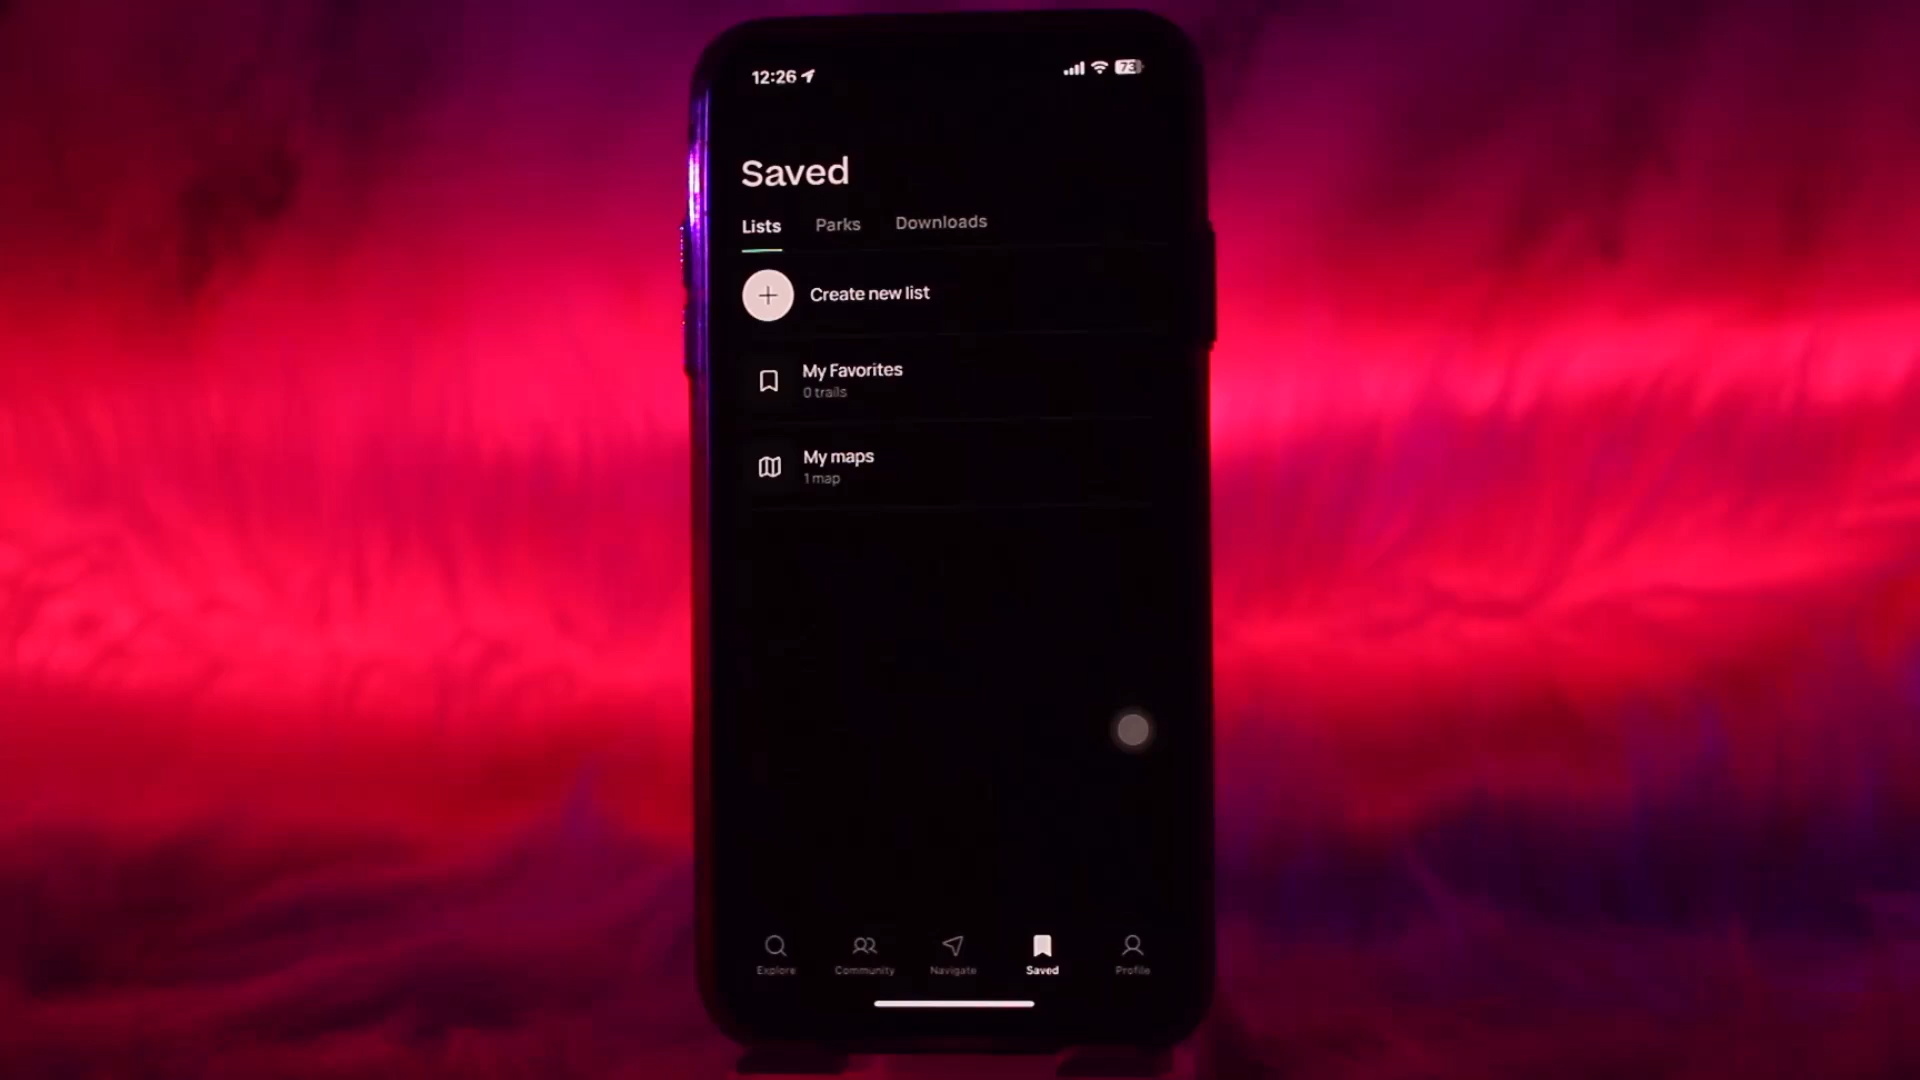 12:26
73
Saved
Lists Parks Downloads
Create new list
My Favorites
0 trails
My maps
1 map
Explore Community Navigate Saved Profile